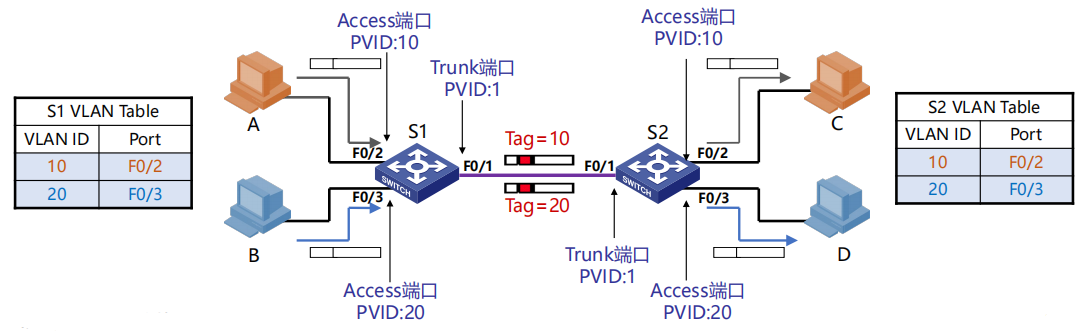 Access端口
PVID:10
Trunk端口
PVID:1
A
S1 VLAN Table
VLAN ID Port
10 F0/2
20 F0/3
B
S1
F0/2
F0/1
F0/3
SWITCH
Access端口
PVID:20
Tag=10
Tag=20
Access端口
PVID:10
S2
F0/1
F0/2
F0/3
SWITCH
Trunk端口
PVID:1
Access端口
PVID:20
C
D
S2 VLAN Table
VLAN ID Port
10 F0/2
20 F0/3